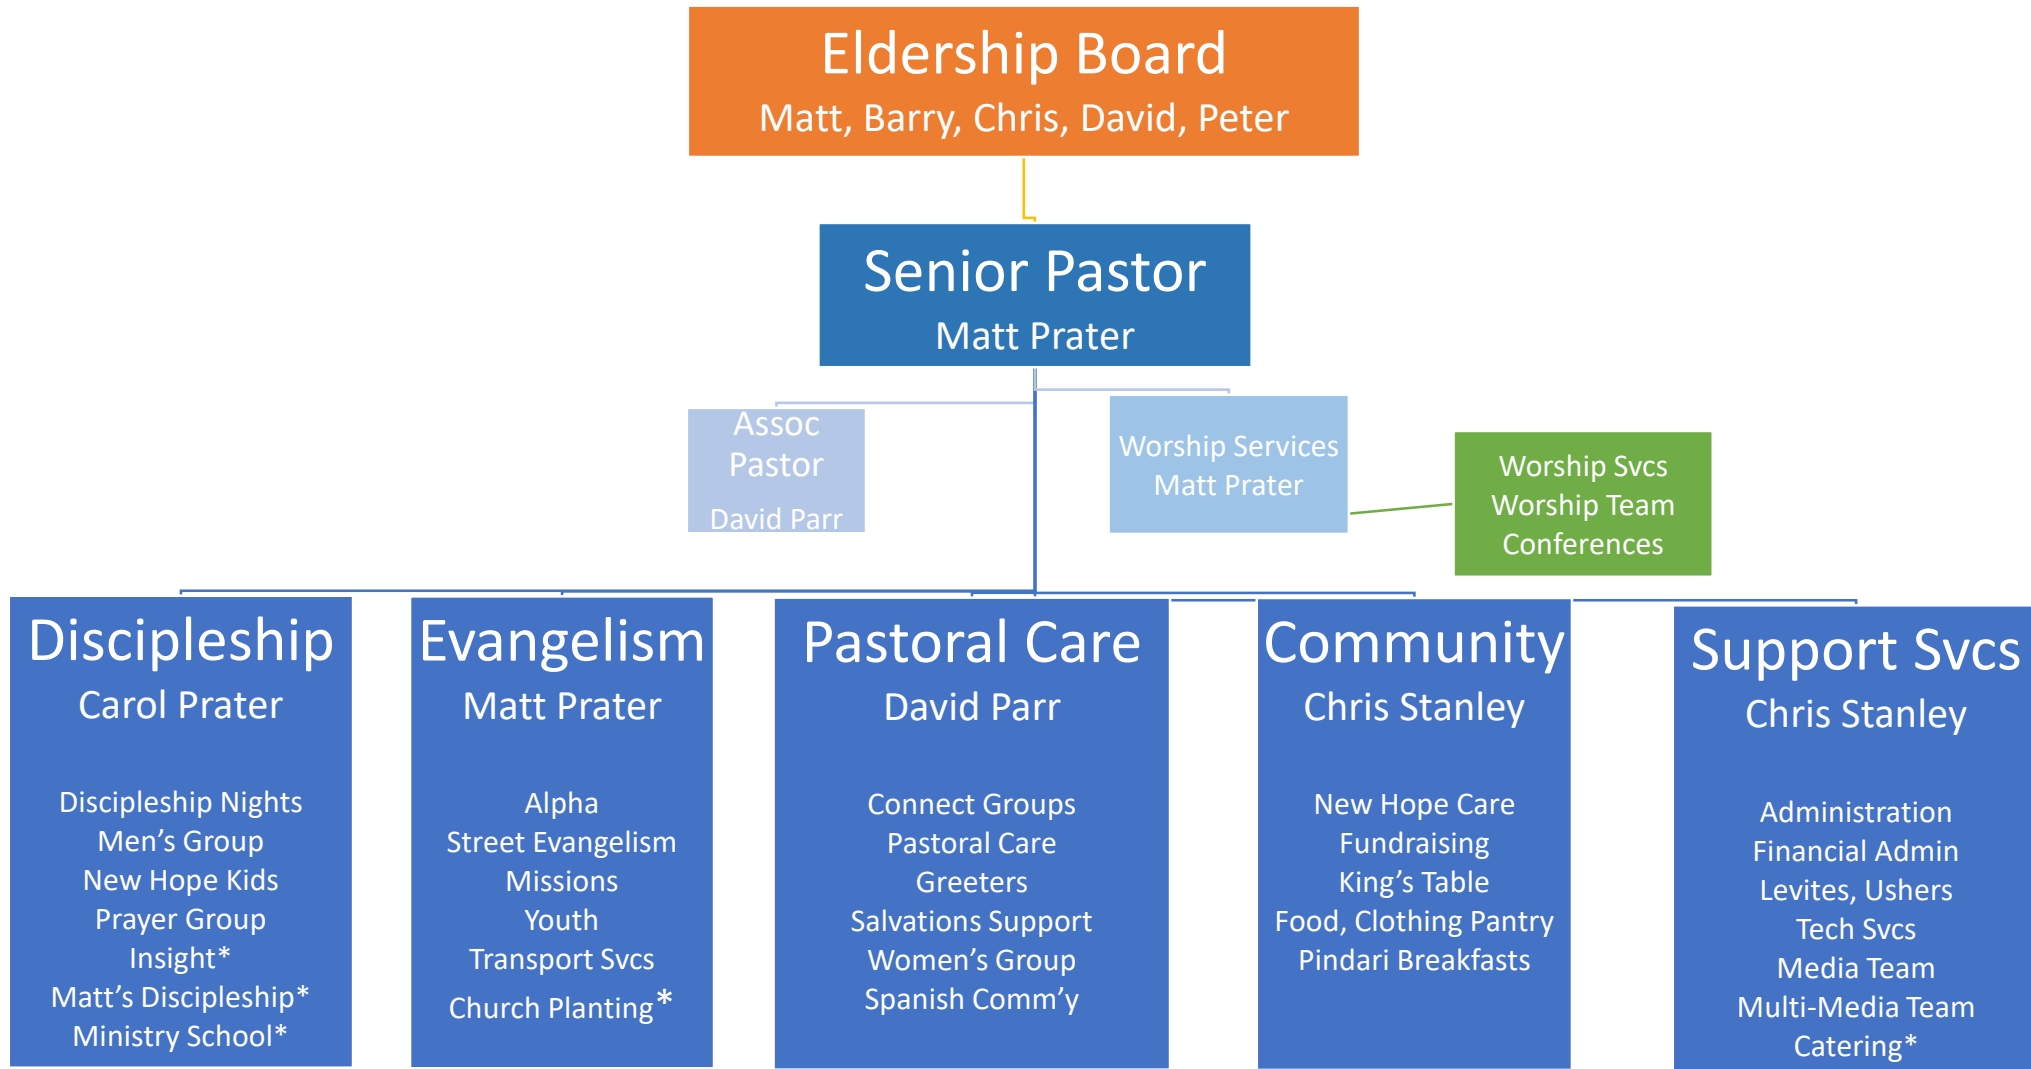 Eldership Board
Matt, Barry, Chris, David, Peter
Senior Pastor
Matt Prater
Assoc
Pastor
David Parr
Worship Services
Matt Prater
Worship Svcs
Worship Team
Conferences
Discipleship
Carol Prater
Discipleship Nights
Men’s Group
New Hope Kids
Prayer Group
Insight*
Matt’s Discipleship*
Ministry School*
Evangelism
Matt Prater
Alpha
Street Evangelism
Missions
Youth
Transport Svcs
Church Planting*
Pastoral Care
David Parr
Connect Groups
Pastoral Care
Greeters
Salvations Support
Women’s Group
Spanish Comm’y
Community
Chris Stanley
New Hope Care
Fundraising
King’s Table
Food, Clothing Pantry
Pindari Breakfasts
Support Svcs
Chris Stanley
Administration
Financial Admin
Levites, Ushers
Tech Svcs
Media Team
Multi-Media Team
Catering*